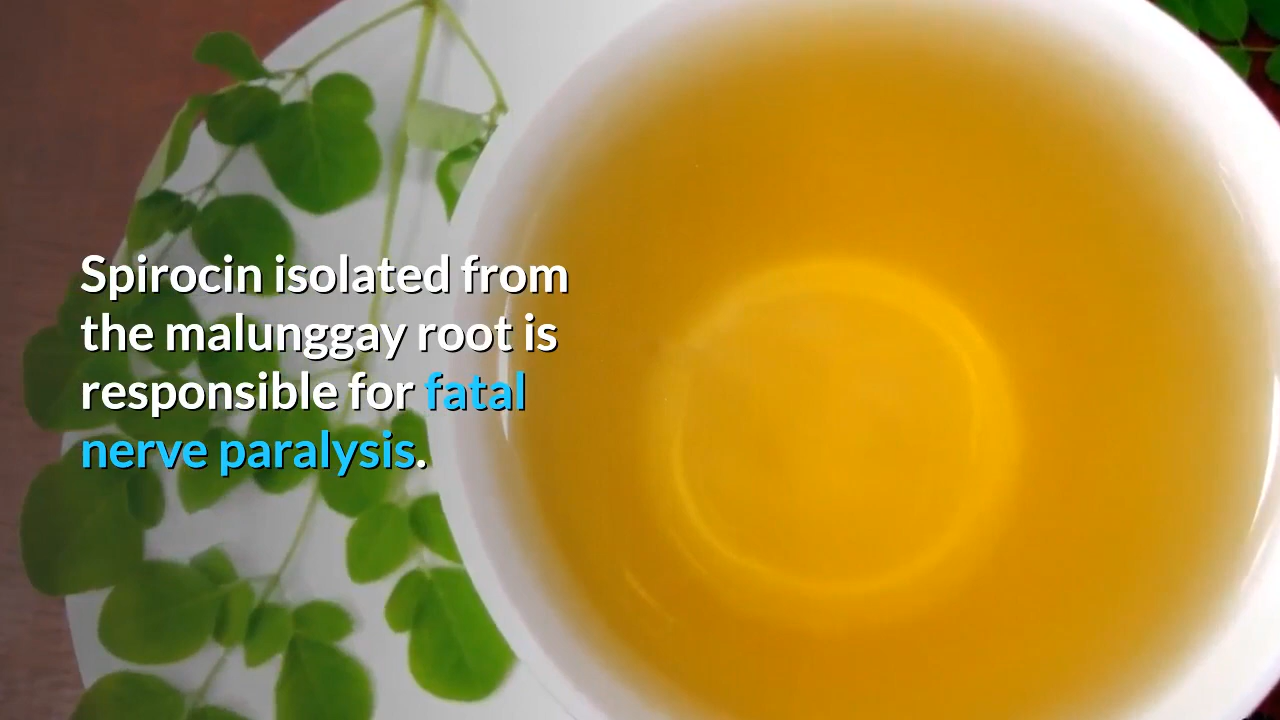 Spirocin isolated from
the malunggay root is
responsible for fatal
nerve paralysis.